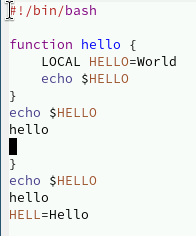 #!/bin/bash
function hello {
    LOCAL HELLO=World
    echo $HELLO
}
echo $HELLO
hello
}
echo $HELLO
hello
HELL=Hello